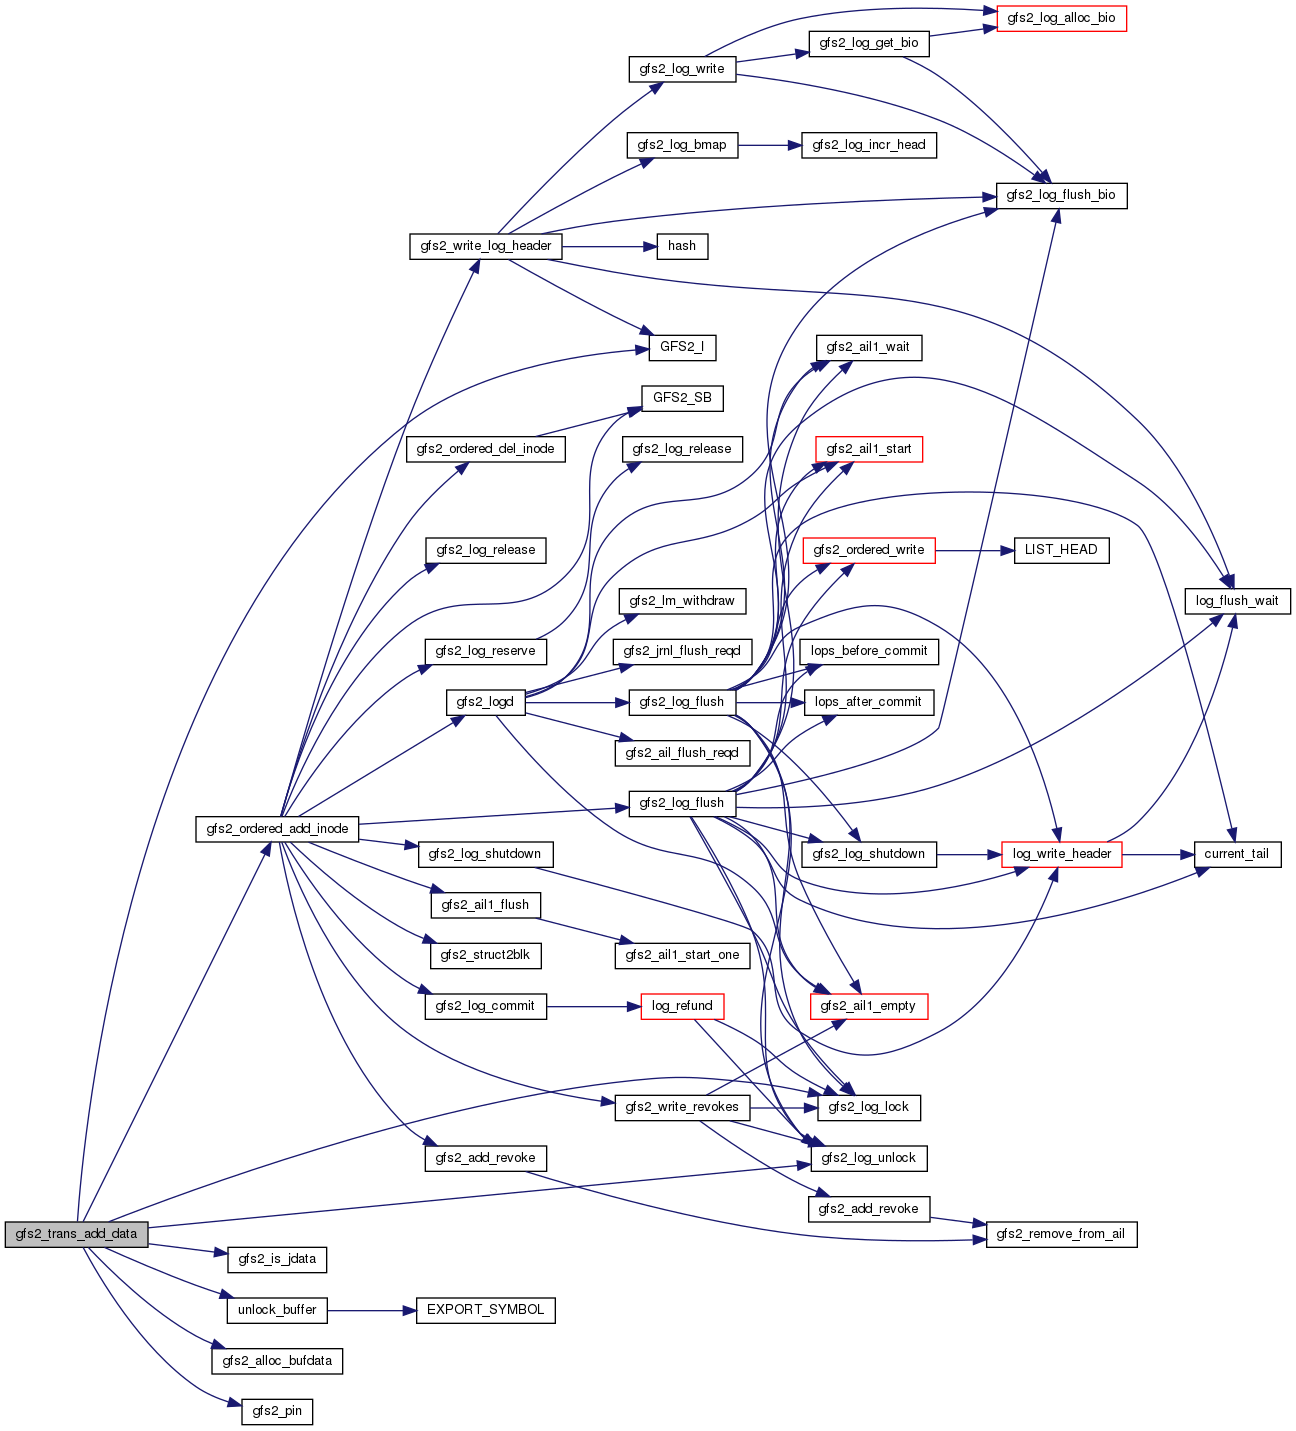 gfs2_log_alloc_bio
gfs2_log_get_bio
gfs2_log_write
gfs2_log_bmap
gfs2_log_incr_head
gfs2_log_flush_bio
gfs2_write_log_header
hash
GFS2_I
gfs2_ail1_wait
GFS2_SB
gfs2_ordered_del_inode
gfs2_log_release
gfs2_ail1_start
gfs2_log_release
gfs2_ordered_write
LIST_HEAD
gfs2_lm_withdraw
log_flush_wait
gfs2_log_reserve
gfs2_jrnl_flush_reqd
lops_before_commit
gfs2_logd
gfs2_log_flush
lops_after_commit
gfs2_ail_flush_reqd
gfs2_log_flush
gfs2_ordered_add_inode
gfs2_log_shutdown
gfs2_log_shutdown
log_write_header
current_tail
gfs2_ail1_flush
gfs2_struct2blk
gfs2_ail1_start_one
gfs2_log_commit
log_refund
gfs2_ail1_empty
gfs2_write_revokes
gfs2_log_lock
gfs2_add_revoke
gfs2_log_unlock
gfs2_add_revoke
gfs2_trans_add_data
gfs2_remove_from_ail
gfs2_is_jdata
unlock_buffer
EXPORT_SYMBOL
gfs2_alloc_bufdata
gfs2_pin